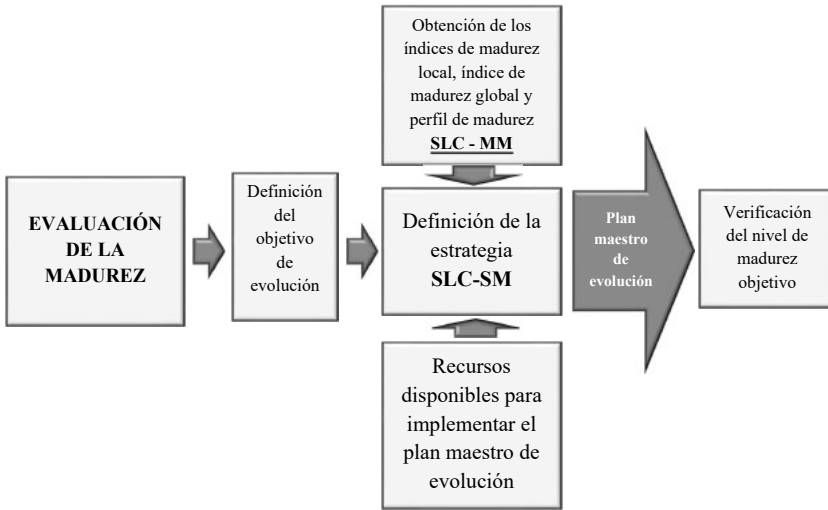 EVALUACIÓN
DE LA
MADUREZ
Definición
del
objetivo
de
evolución
Obtención de los
índices de madurez
local, índice de
madurez global y
perfil de madurez
SLC - MM
Definición de la
estrategia
SLC-SM
Recursos
disponibles para
implementar el
plan maestro de
evolución
Plan
maestro
de
evolución
Verificación
del nivel de
madurez
objetivo